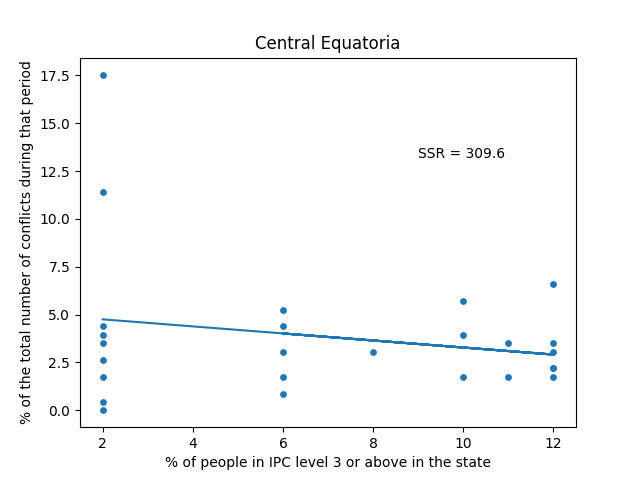 Central Equatoria
% of the total number of conflicts during that period
17.5
15.0
12.5
10.0
7.5
5.0
2.5
0.0
SSR = 309.6
2 4 6 8 10 12
% of people in IPC level 3 or above in the state